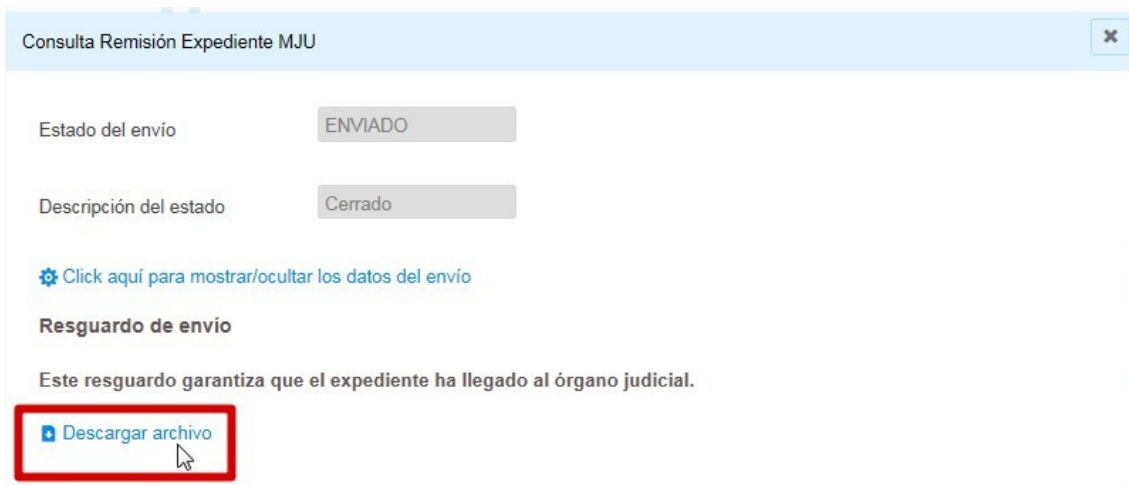 Consulta Remisión Expediente MJU
Estado del envío
ENVIADO
Descripción del estado
Cerrado
Click aquí para mostrar/ocultar los datos del envío
Resguardo de envío
Este resguardo garantiza que el expediente ha llegado al órgano judicial.
Descargar archivo